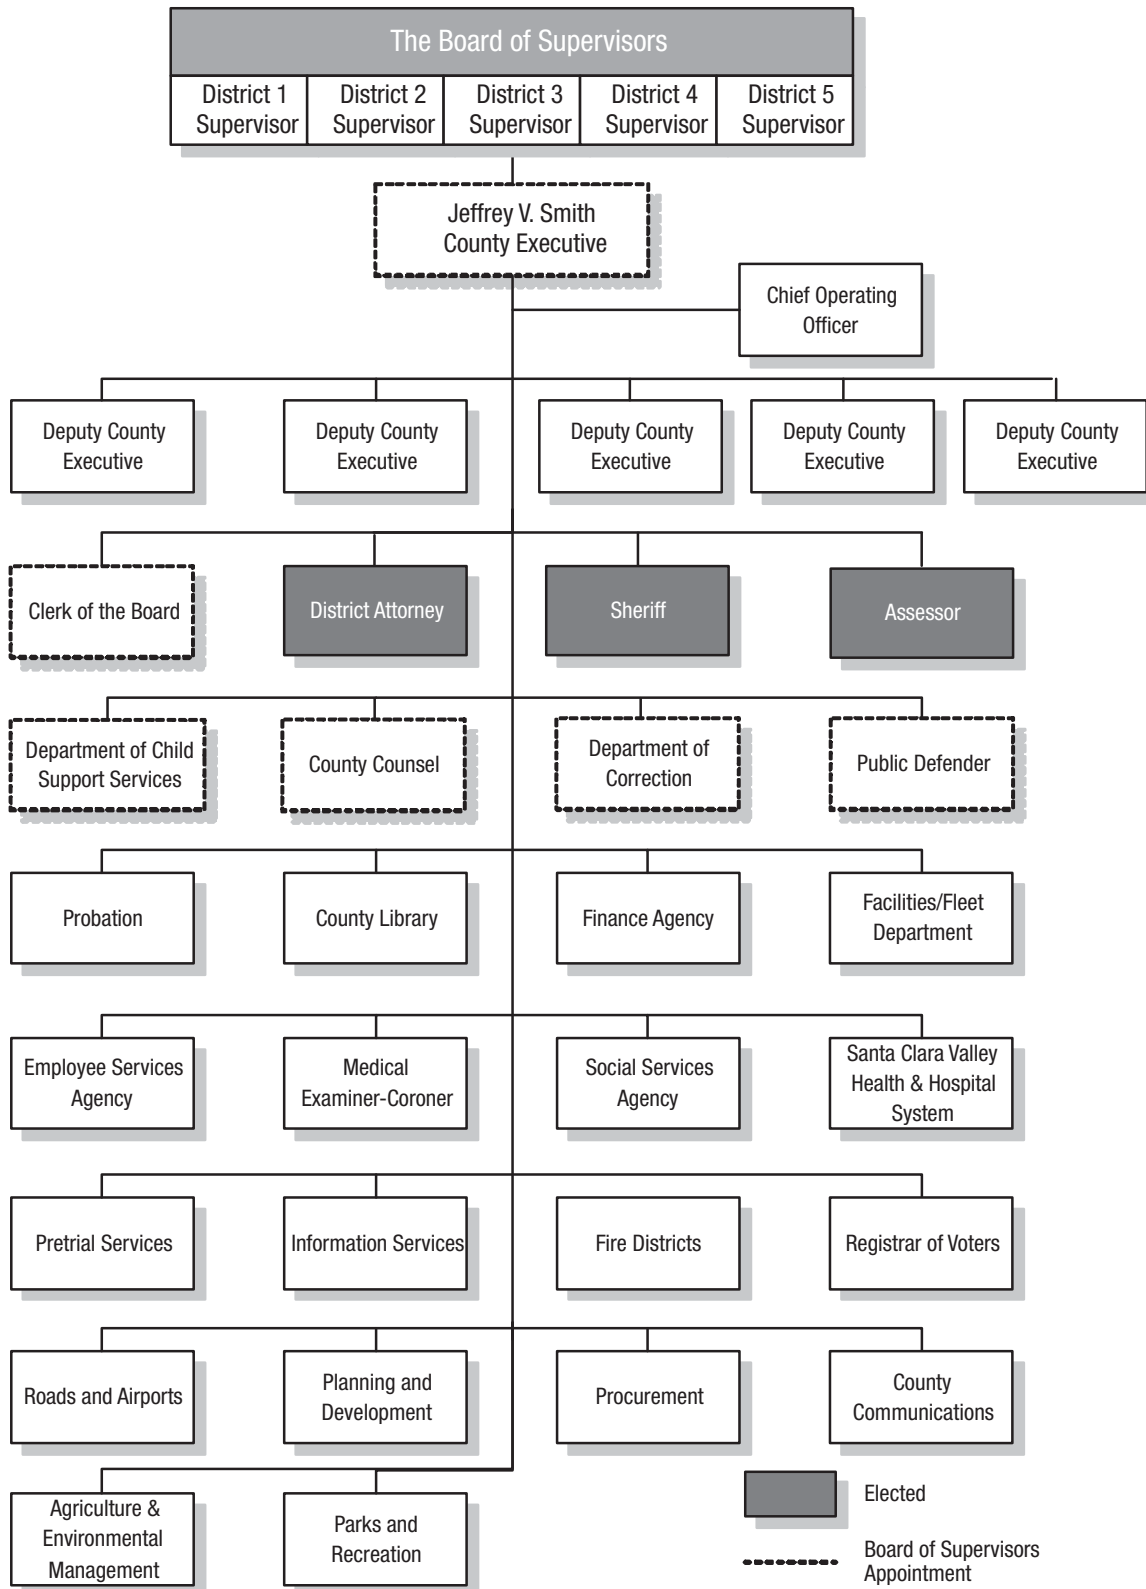 The Board of Supervisors
District 1
Supervisor
District 2
Supervisor
District 3
Supervisor
District 4
Supervisor
District 5
Supervisor
Jeffrey V. Smith
County Executive
Chief Operating
Officer
Deputy County
Executive
Deputy County
Executive
Deputy County
Executive
Deputy County
Executive
Deputy County
Executive
Clerk of the Board
District Attorney
Sheriff
Assessor
Department of Child
Support Services
County Counsel
Department of
Correction
Public Defender
Probation
County Library
Finance Agency
Facilities/Fleet
Department
Employee Services
Agency
Medical
Examiner-Coroner
Social Services
Agency
Santa Clara Valley
Health & Hospital
System
Pretrial Services
Information Services
Fire Districts
Registrar of Voters
Roads and Airports
Planning and
Development
Procurement
County
Communications
Agriculture &
Environmental
Management
Parks and
Recreation
Elected
Board of Supervisors
Appointment